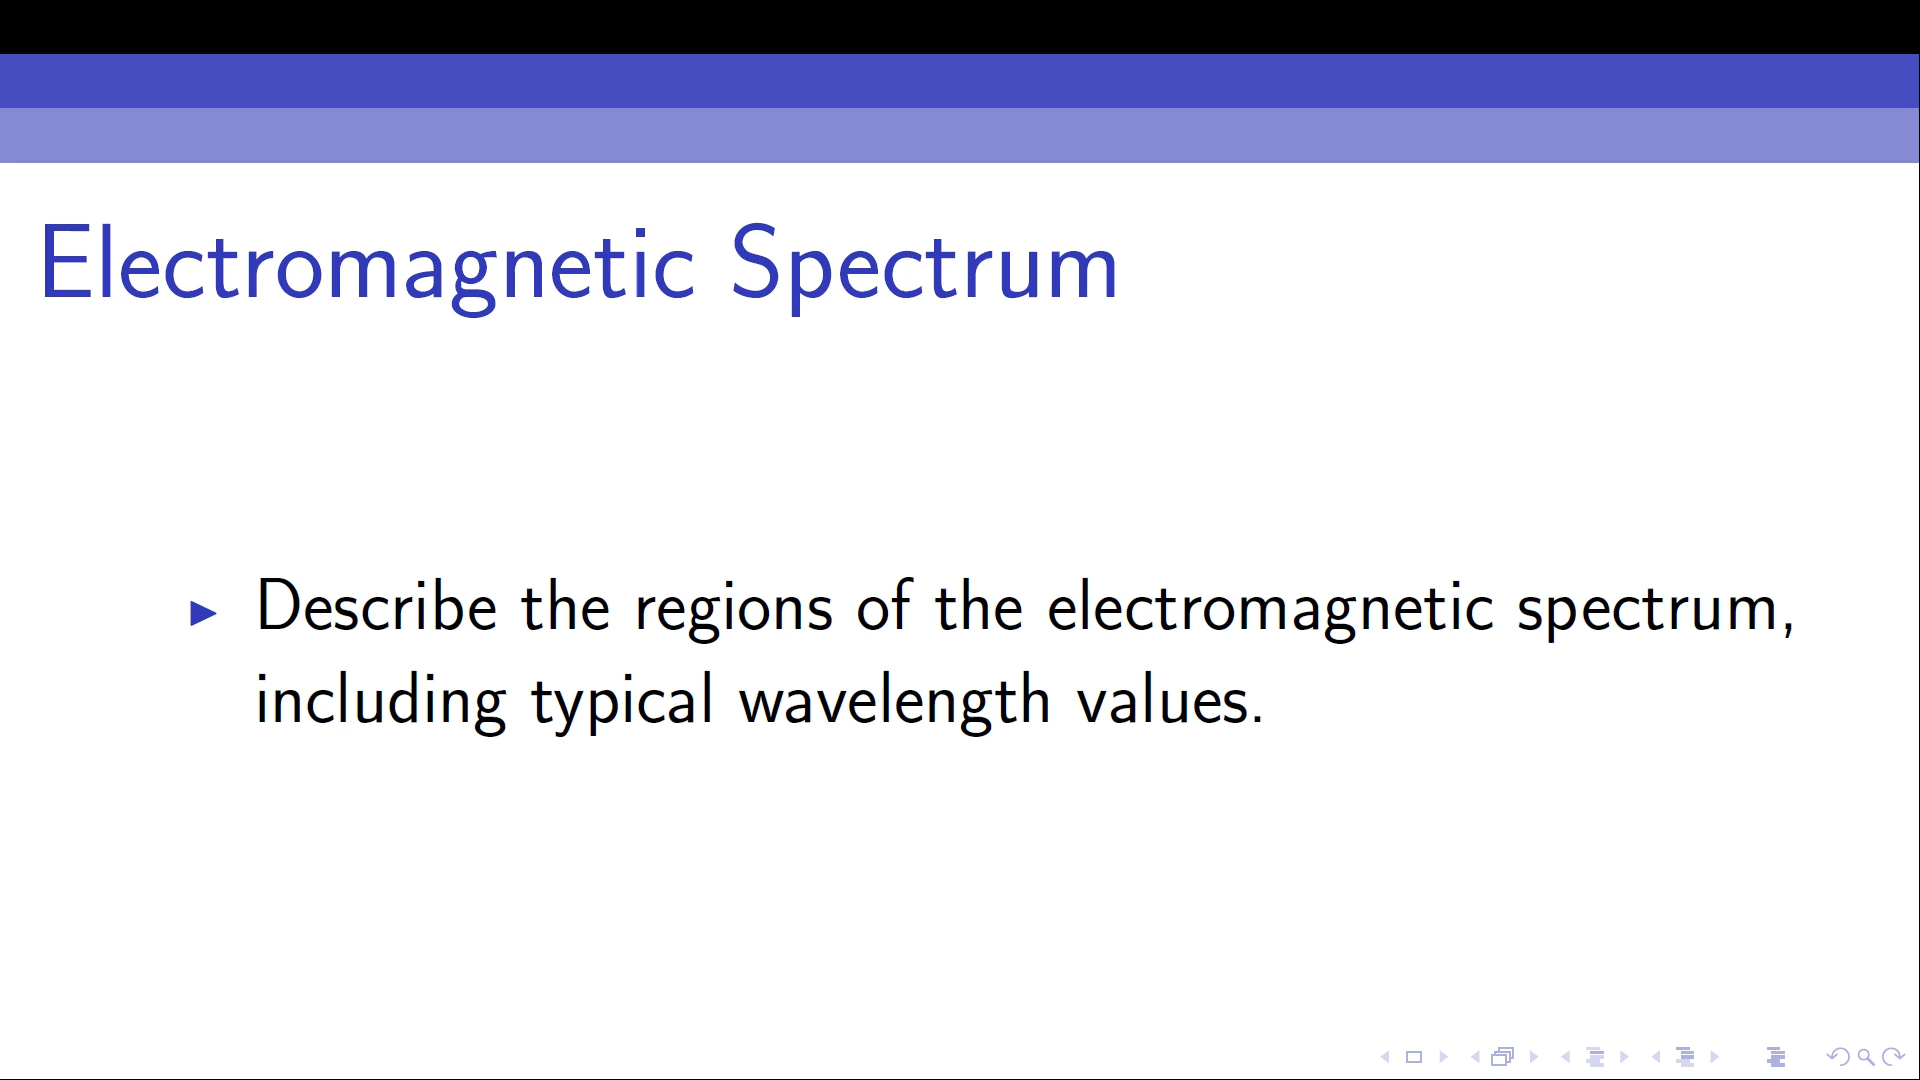 Electromagnetic Spectrum
Describe the regions of the electromagnetic spectrum,
including typical wavelength values.